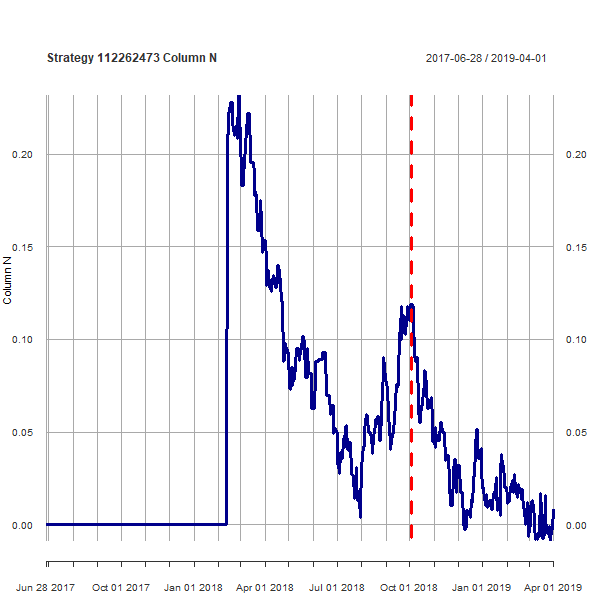 Strategy 112262473 Column N
2017-06-28 / 2019-04-01
0.20 0.20
0.15 0.15
Column N
0.10 0.10
0.05 0.05
0.00 0.00
Jun 28 2017 Oct 01 2017 Jan 01 2018 Apr 01 2018 Jul 01 2018 Oct 01 2018 Jan 01 2019 Apr 01 2019